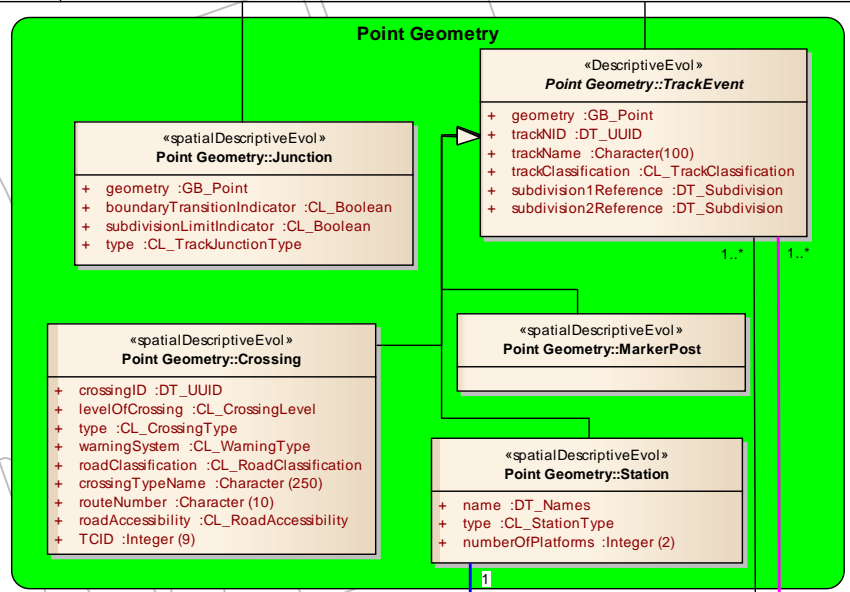 Point Geometry
«DescriptiveEvol»
Point Geometry::TrackEvent
+ geometry :GB_Point
+ trackNID :DT_UUID
+ trackName :Character(100)
+ trackClassification :CL_TrackClassification
+ subdivision1Reference :DT_Subdivision
+ subdivision2Reference :DT_Subdivision
1..*
1..*
«spatialDescriptiveEvol»
Point Geometry::Junction
+ geometry :GB_Point
+ boundaryTransitionIndicator :CL_Boolean
+ subdivisionLimitIndicator :CL_Boolean
+ type :CL_TrackJunctionType
«spatialDescriptiveEvol»
Point Geometry::Crossing
+ crossingID :DT_UUID
+ levelOfCrossing :CL_CrossingLevel
+ type :CL_CrossingType
+ warningSystem :CL_WarningType
+ roadClassification :CL_RoadClassification
+ crossingTypeName :Character (250)
+ routeNumber :Character (10)
+ roadAccessibility :CL_RoadAccessibility
+ TCID :Integer (9)
«spatialDescriptiveEvol»
Point Geometry::MarkerPost
«spatialDescriptiveEvol»
Point Geometry::Station
+ name :DT_Names
+ type :CL_StationType
+ numberOfPlatforms :Integer (2)
1